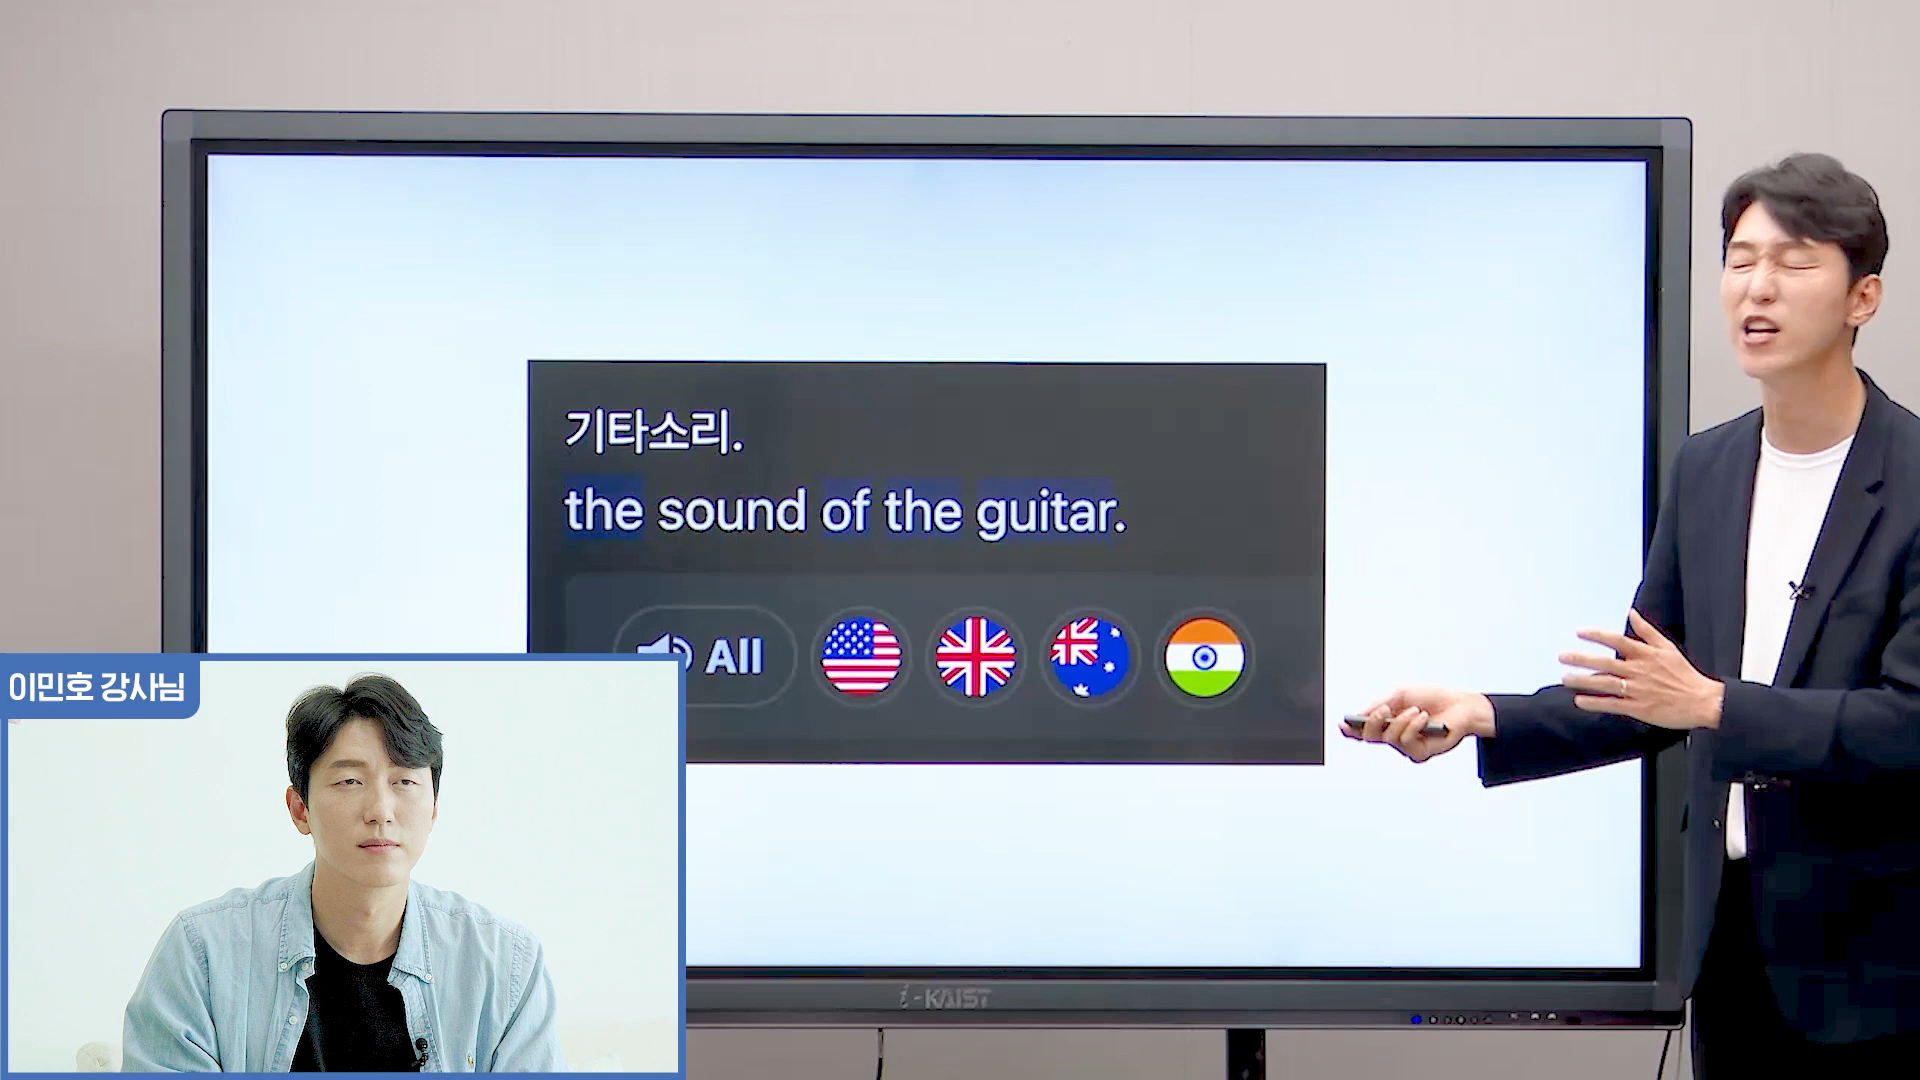 기타소리.
the sound of the guitar.
All
이민호 강사님
i-KAIST